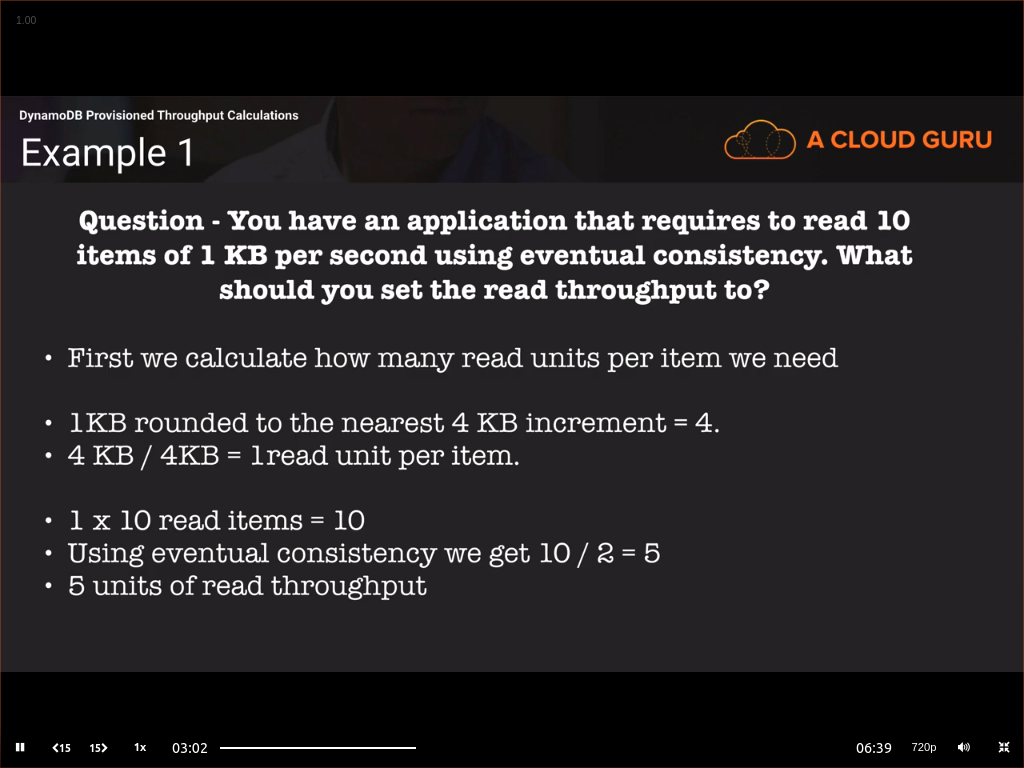 1.00
DynamoDB Provisioned Throughput Calculations
Example 1
A CLOUD GURU
Question - You have an application that requires to read 10
items of 1 KB per second using eventual consistency. What
should you set the read throughput to?
• First we calculate how many read units per item we need
• 1KB rounded to the nearest 4 KB increment = 4.
• 4 KB / 4KB = 1read unit per item.
• 1 x 10 read items = 10
• Using eventual consistency we get 10 / 2 = 5
• 5 units of read throughput
15 15 1x 03:02 06:39 720p